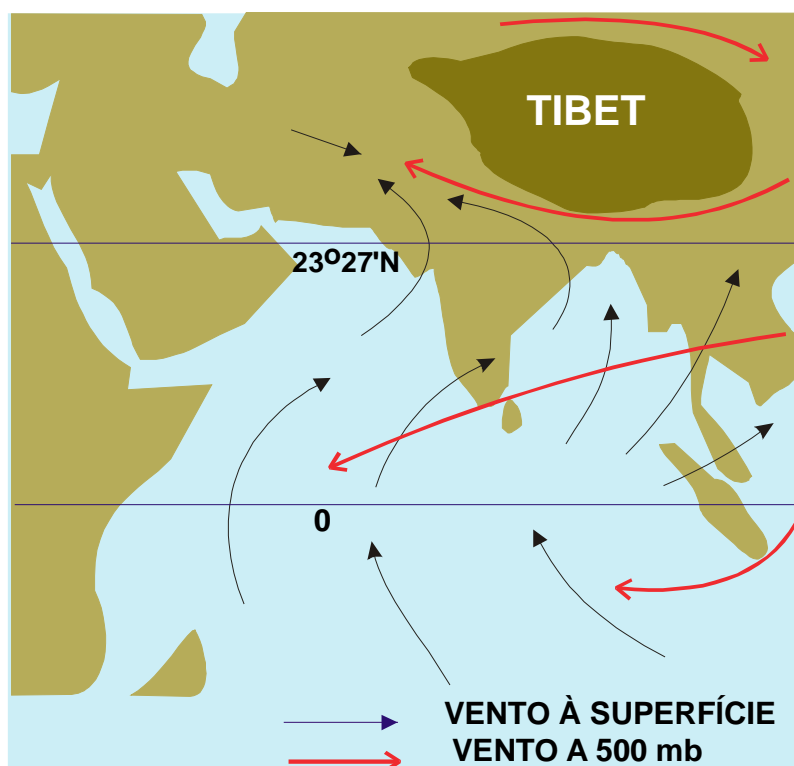 TIBET
23º27'N
0
VENTO À SUPERFÍCIE
VENTO A 500 mb